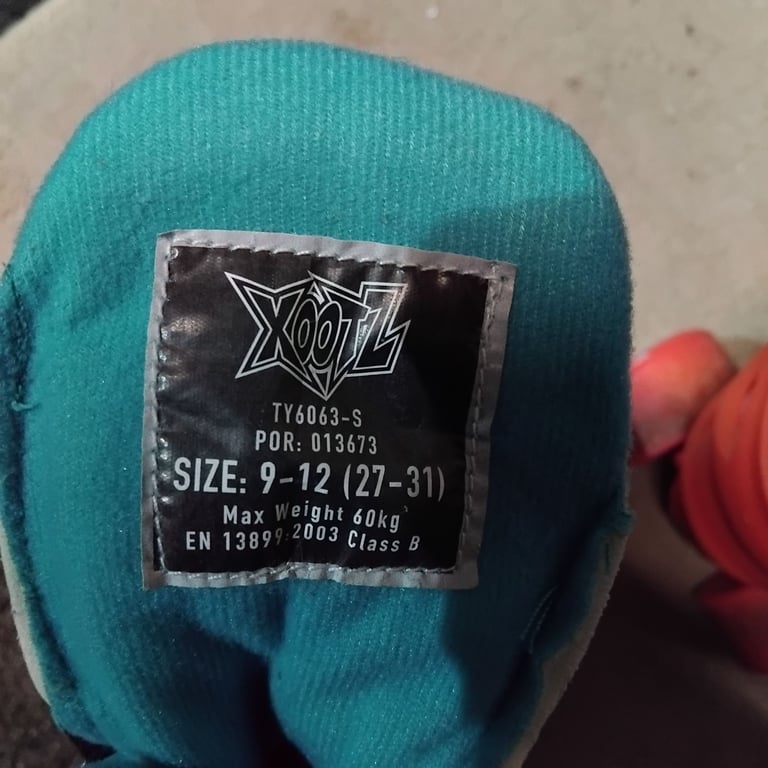 XOOTZ
TY6063-S
POR: 013673
SIZE: 9-12 (27-31)
Max Weight 60kg
EN 13899:2003 Class B